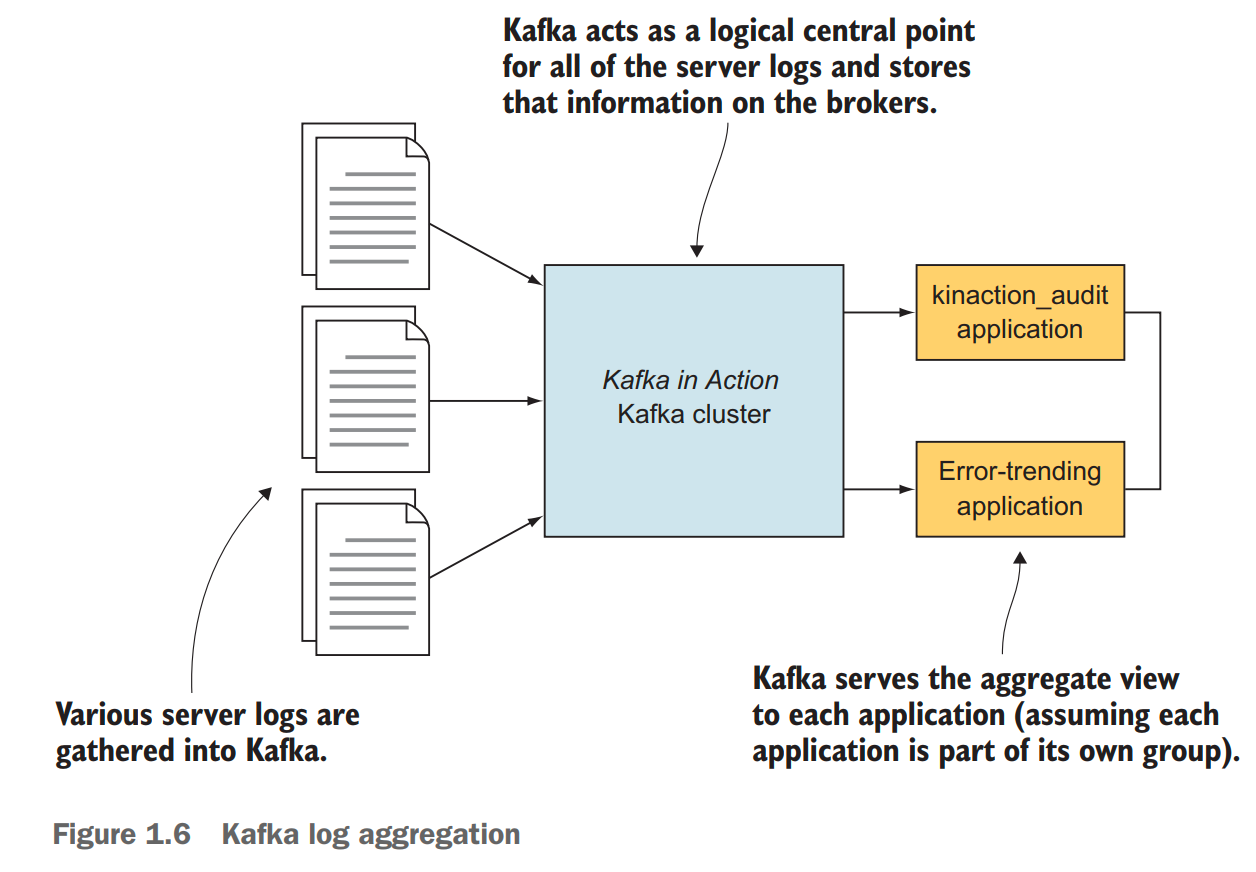 Kafka acts as a logical central point
for all of the server logs and stores
that information on the brokers.
kinaction_audit
application
Kafka in Action
Kafka cluster
Error-trending
application
Various server logs are
gathered into Kafka.
Kafka serves the aggregate view
to each application (assuming each
application is part of its own group).
Figure 1.6 Kafka log aggregation